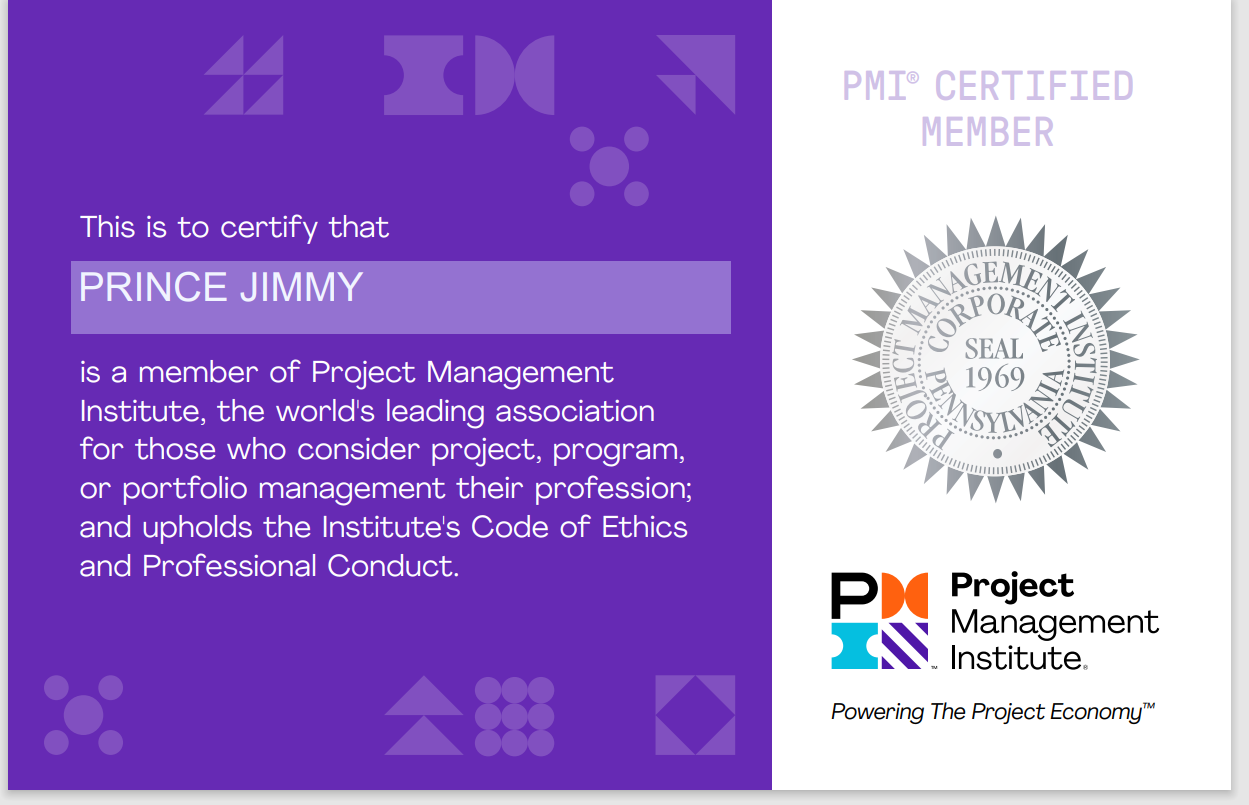 This is to certify that
PRINCE JIMMY
is a member of Project Management
Institute, the world's leading association
for those who consider project, program,
or portfolio management their profession;
and upholds the Institute's Code of Ethics
and Professional Conduct.
PMI® CERTIFIED
MEMBER
PROJECT MANAGEMENT INSTITUTE
CORPORATE
SEAL
1969
PENNSYLVANIA
Project
Management
Institute®
PM
I ™
Powering The Project Economy™